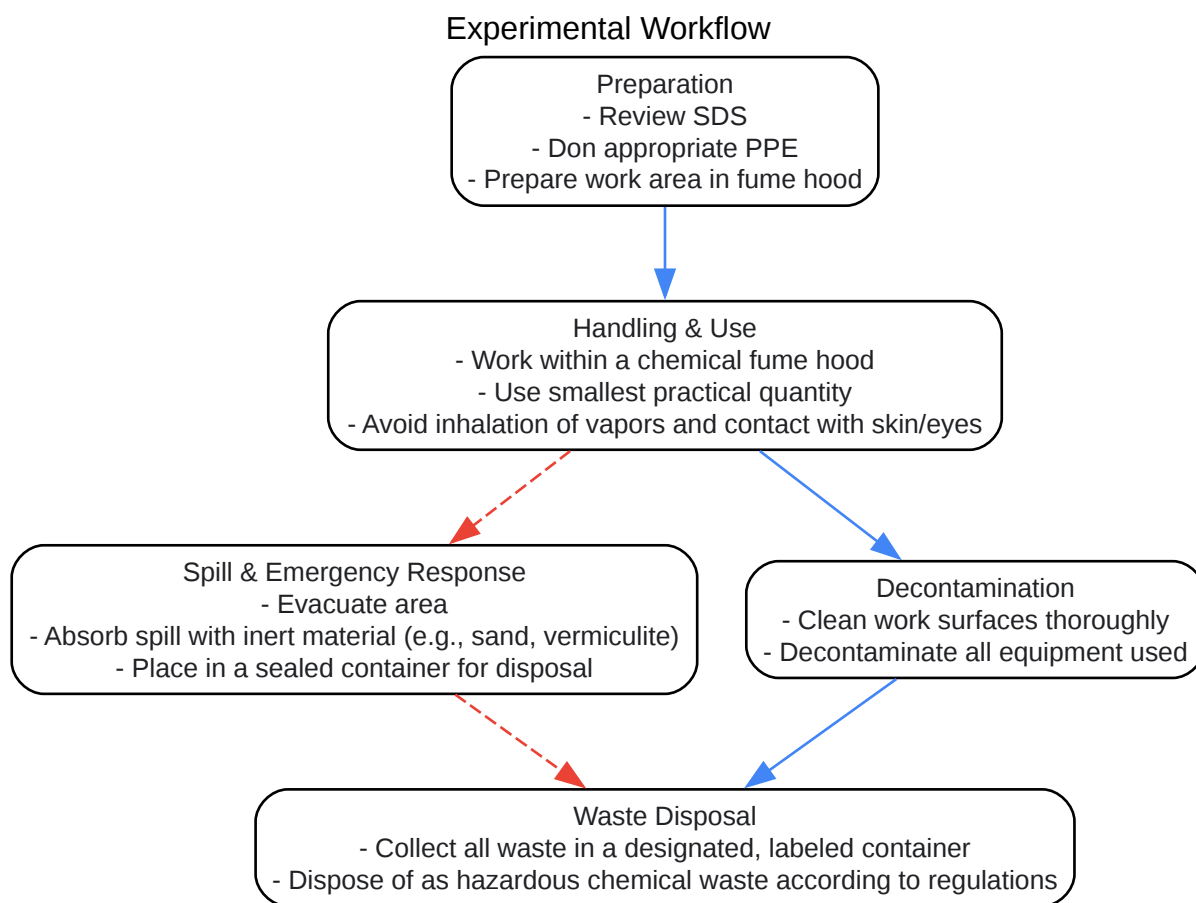 Experimental Workflow
Preparation
- Review SDS
- Don appropriate PPE
- Prepare work area in fume hood
Handling & Use
- Work within a chemical fume hood
- Use smallest practical quantity
- Avoid inhalation of vapors and contact with skin/eyes
Spill & Emergency Response
- Evacuate area
- Absorb spill with inert material (e.g., sand, vermiculite)
- Place in a sealed container for disposal
Decontamination
- Clean work surfaces thoroughly
- Decontaminate all equipment used
Waste Disposal
- Collect all waste in a designated, labeled container
- Dispose of as hazardous chemical waste according to regulations